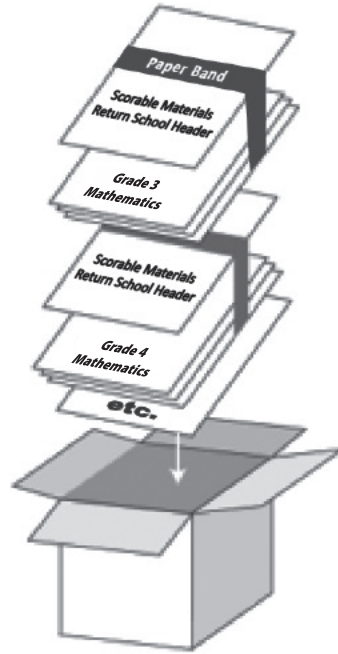 Paper Band
Scorable Materials
Return School Header
Grade 3
Mathematics
Scorable Materials
Return School Header
Grade 4
Mathematics
etc.